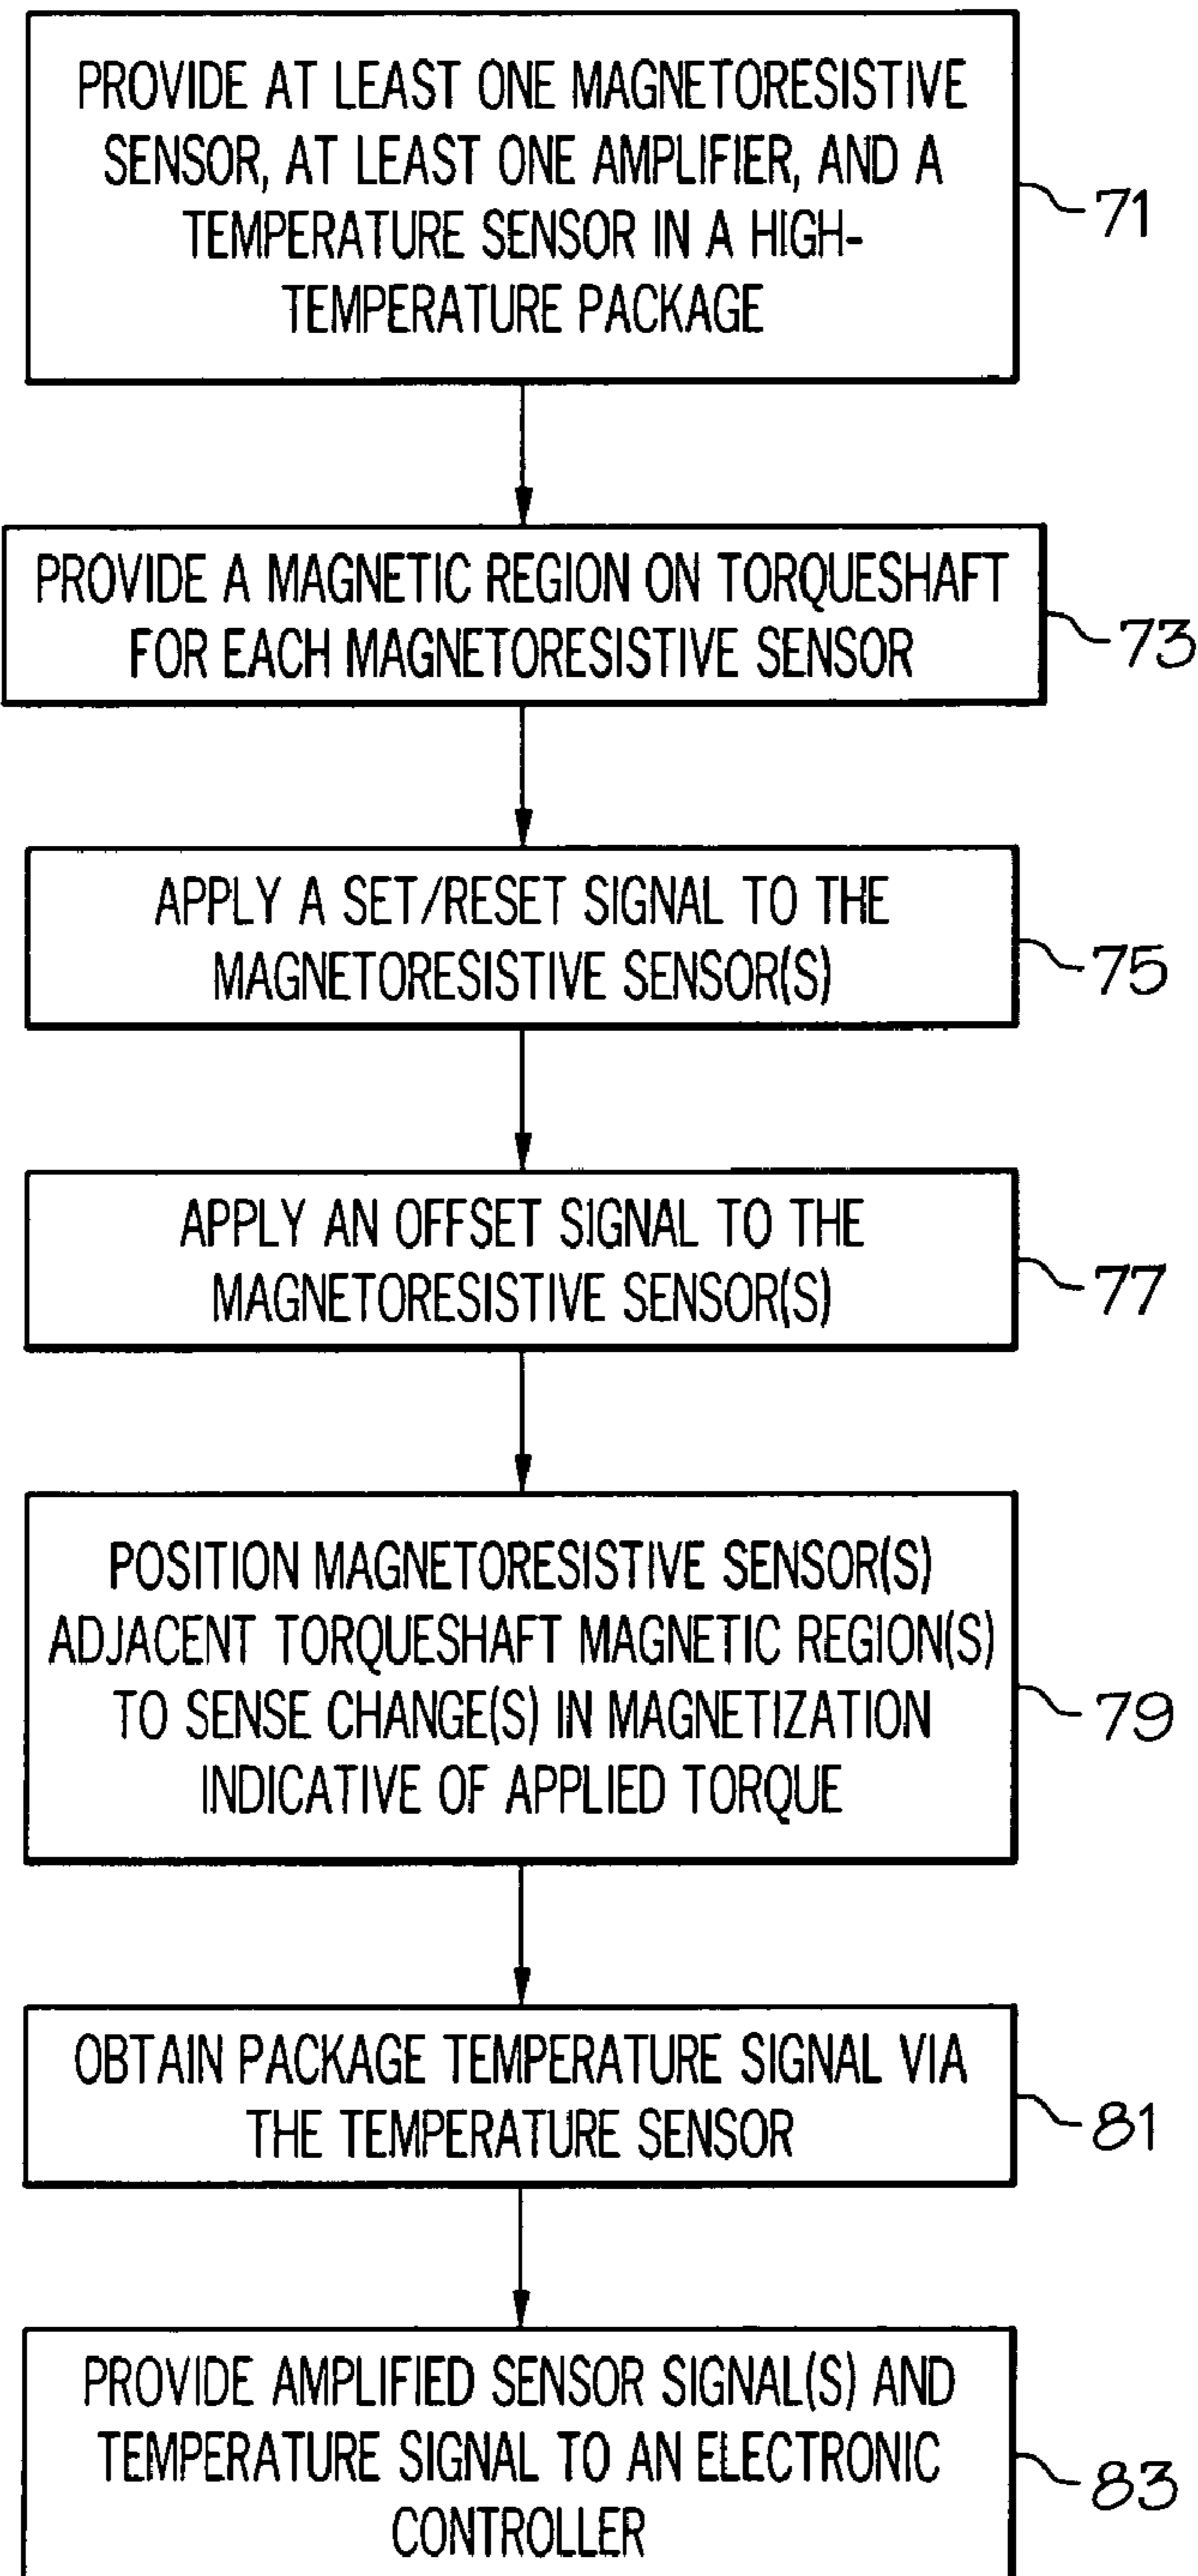 PROVIDE AT LEAST ONE MAGNETORESISTIVE
SENSOR, AT LEAST ONE AMPLIFIER, AND A
TEMPERATURE SENSOR IN A HIGH-
TEMPERATURE PACKAGE
71
PROVIDE A MAGNETIC REGION ON TORQUESHAFT
FOR EACH MAGNETORESISTIVE SENSOR
73
APPLY A SET/RESET SIGNAL TO THE
MAGNETORESISTIVE SENSOR(S)
75
APPLY AN OFFSET SIGNAL TO THE
MAGNETORESISTIVE SENSOR(S)
77
POSITION MAGNETORESISTIVE SENSOR(S)
ADJACENT TORQUESHAFT MAGNETIC REGION(S)
TO SENSE CHANGE(S) IN MAGNETIZATION
INDICATIVE OF APPLIED TORQUE
79
OBTAIN PACKAGE TEMPERATURE SIGNAL VIA
THE TEMPERATURE SENSOR
81
PROVIDE AMPLIFIED SENSOR SIGNAL(S) AND
TEMPERATURE SIGNAL TO AN ELECTRONIC
CONTROLLER
83